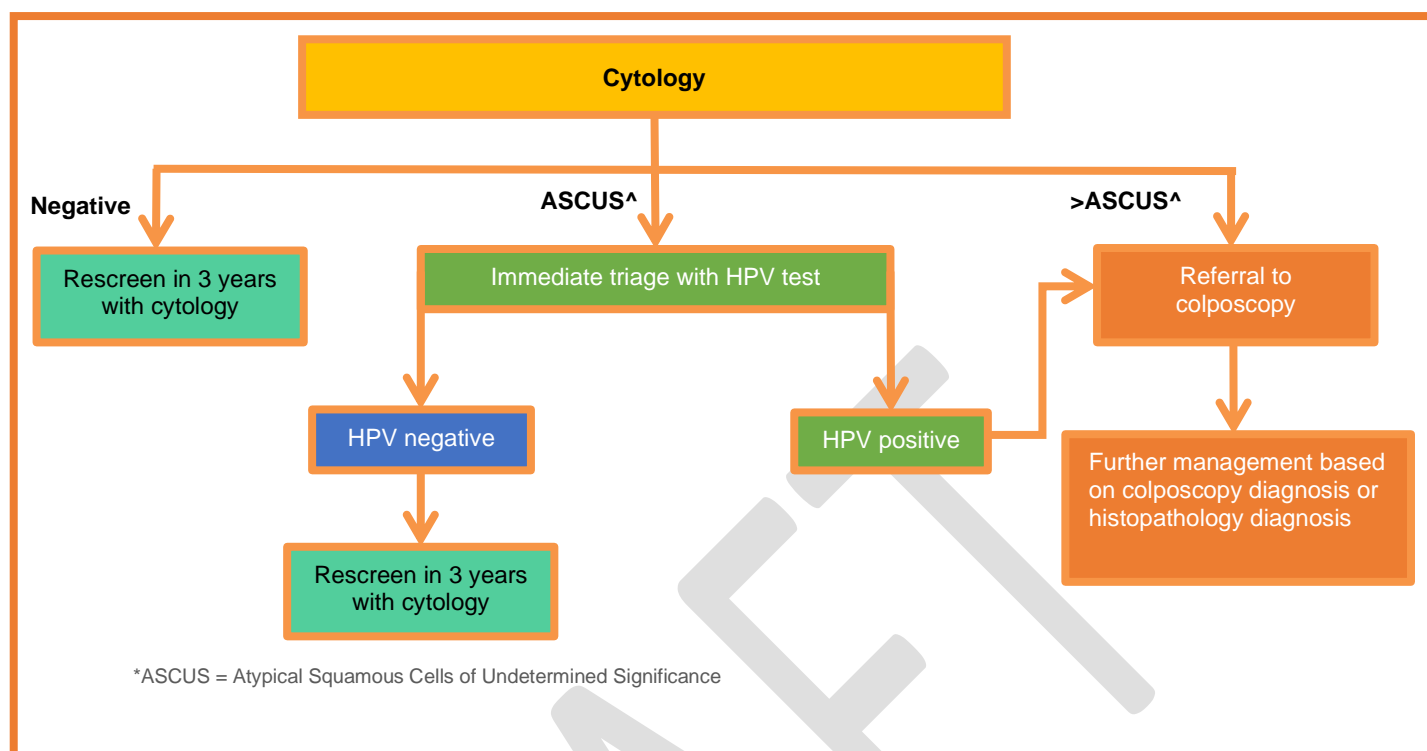 Cytology
Negative
ASCUS^
>ASCUS^
Rescreen in 3 years
with cytology
Immediate triage with HPV test
Referral to
colposcopy
HPV negative
HPV positive
Further management based
on colposcopy diagnosis or
histopathology diagnosis
Rescreen in 3 years
with cytology
*ASCUS = Atypical Squamous Cells of Undetermined Significance